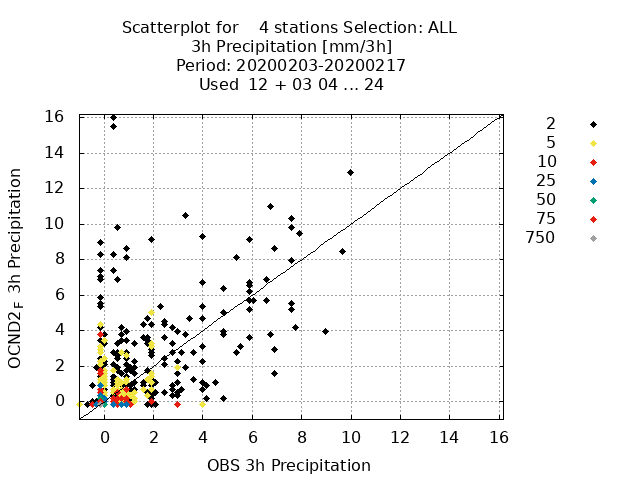 Scatterplot for    4 stations Selection: ALL
3h Precipitation [mm/3h]
Period: 20200203-20200217
Used  12 + 03 04 ... 24
16
14
12
10
8
6
4
2
0
OCND2F 3h Precipitation
0 2 4 6 8 10 12 14 16
OBS 3h Precipitation
2
5
10
25
50
75
750